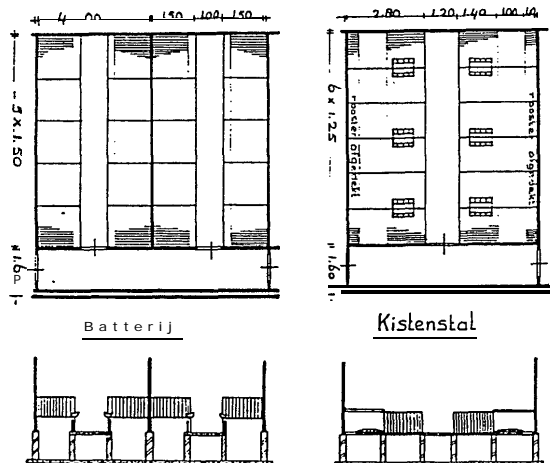 4 00 1.50 1.00 1.50
5 x 1.50
1.60
Batterij
2.80 1.20 1.40 1.00 40
6 x 1.25
rooster afgedekt
rooster afgedekt
1.60
Kistenstal